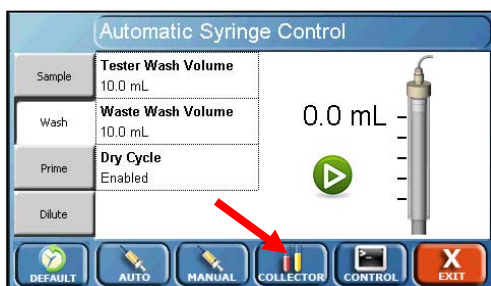 Automatic Syringe Control
Sample
Tester Wash Volume
10.0 mL
Wash
Waste Wash Volume
10.0 mL
0.0 mL
Prime
Dry Cycle
Enabled
Dilute
DEFAULT
AUTO
MANUAL
COLLECTOR
CONTROL
X
EXIT